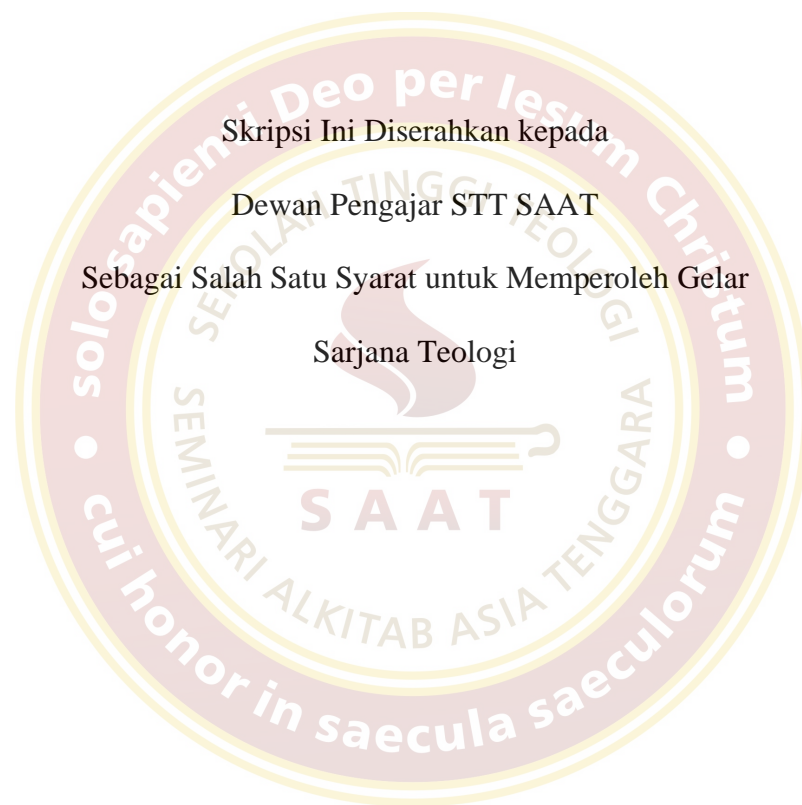 Skripsi Ini Diserahkan kepada
Dewan Pengajar STT SAAT
Sebagai Salah Satu Syarat untuk Memperoleh Gelar
Sarjana Teologi
solo sapienti Deo per Iesum Christum
cui honor in saecula saeculorum
SEKOLAH TINGGI TEOLOGI
SEMINARI ALKITAB ASIA TENGGARA
SAAT